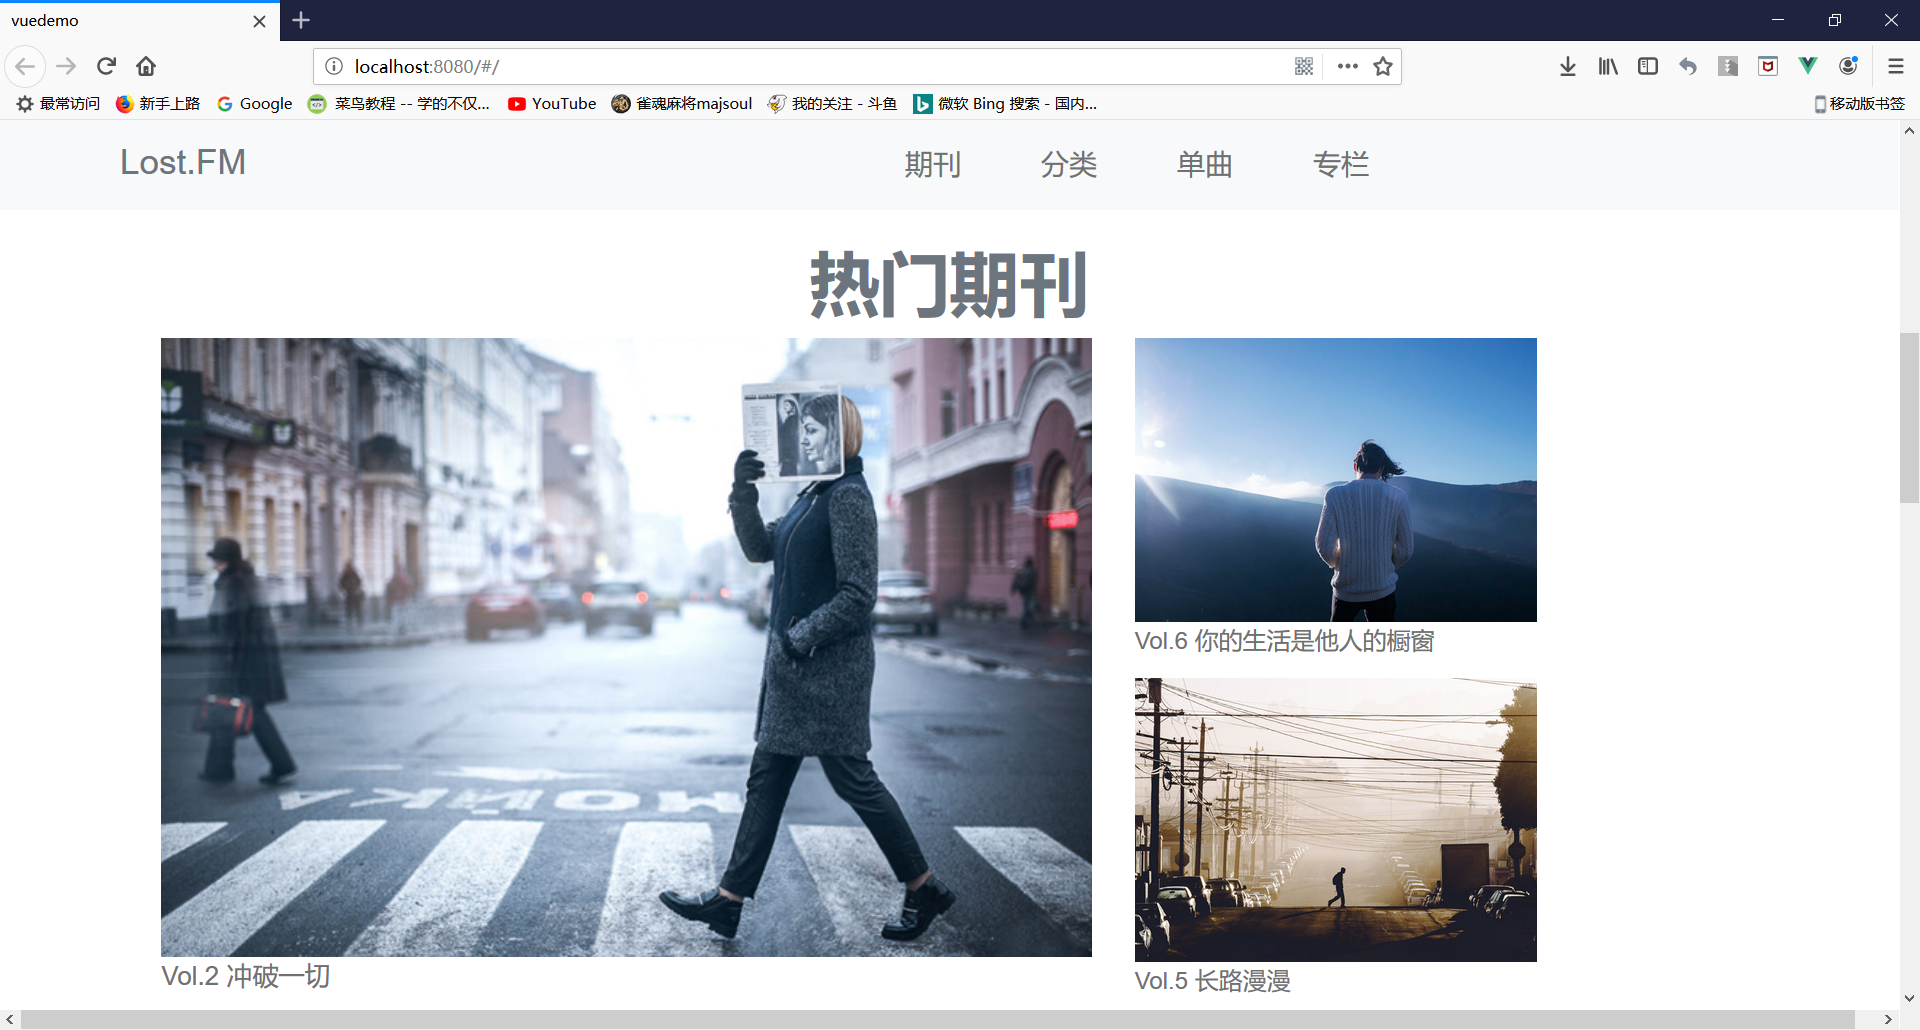 vuedemo
localhost:8080/#/
最常访问 新手上路 Google 菜鸟教程 -- 学的不仅... YouTube 雀魂麻将majsoul 我的关注 - 斗鱼 微软 Bing 搜索 - 国内... 移动版书签
Lost.FM 期刊 分类 单曲 专栏
热门期刊
МОЙКА
Vol.6 你的生活是他人的橱窗
Vol.2 冲破一切
Vol.5 长路漫漫